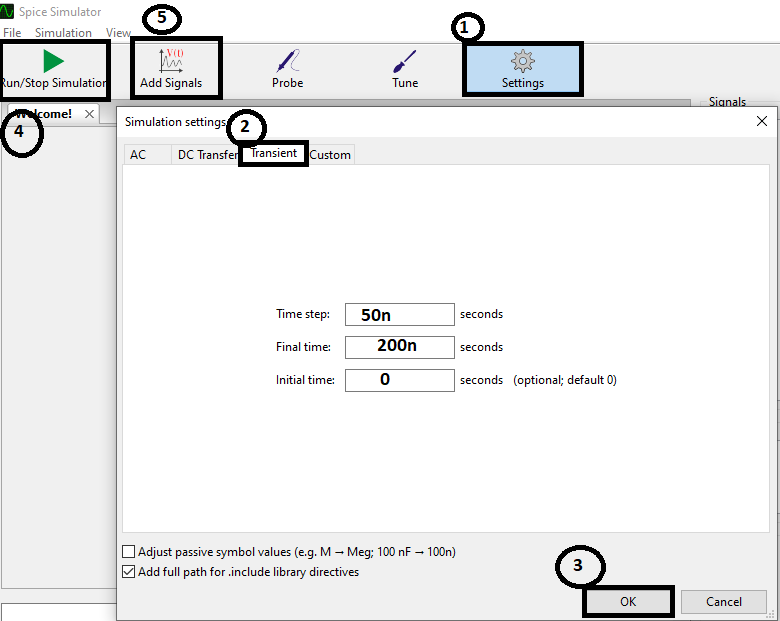 Spice Simulator
File Simulation View
5
1
V(t)
Run/Stop Simulation
Add Signals
Probe
Tune
Settings
Signals
Welcome!
4
Simulation settings
2
AC
DC Transfer
Transient
Custom
Time step: 50n seconds
Final time: 200n seconds
Initial time: 0 seconds (optional; default 0)
Adjust passive symbol values (e.g. M → Meg; 100 nF → 100n)
Add full path for .include library directives
3
OK
Cancel